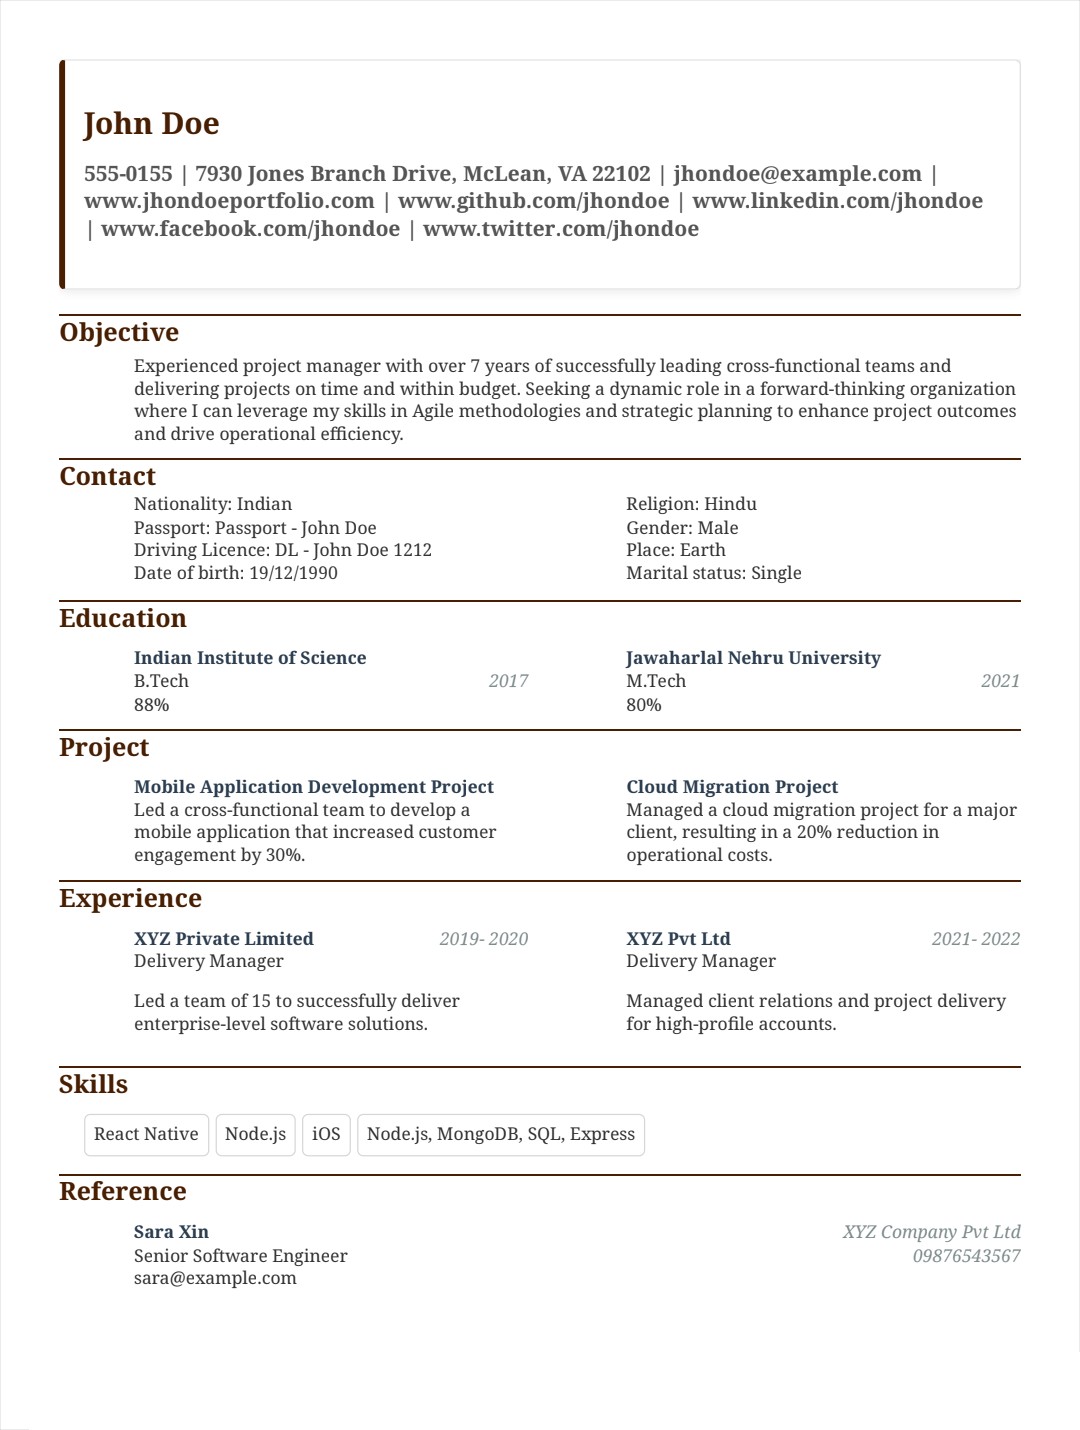 John Doe
555-0155 | 7930 Jones Branch Drive, McLean, VA 22102 | jhondoe@example.com |
www.jhondoeportfolio.com | www.github.com/jhondoe | www.linkedin.com/jhondoe
| www.facebook.com/jhondoe | www.twitter.com/jhondoe
Objective
Experienced project manager with over 7 years of successfully leading cross-functional teams and
delivering projects on time and within budget. Seeking a dynamic role in a forward-thinking organization
where I can leverage my skills in Agile methodologies and strategic planning to enhance project outcomes
and drive operational efficiency.
Contact
Nationality: Indian
Passport: Passport - John Doe
Driving Licence: DL - John Doe 1212
Date of birth: 19/12/1990
Religion: Hindu
Gender: Male
Place: Earth
Marital status: Single
Education
Indian Institute of Science
B.Tech 2017
88%
Jawaharlal Nehru University
M.Tech 2021
80%
Project
Mobile Application Development Project
Led a cross-functional team to develop a
mobile application that increased customer
engagement by 30%.
Cloud Migration Project
Managed a cloud migration project for a major
client, resulting in a 20% reduction in
operational costs.
Experience
XYZ Private Limited 2019- 2020
Delivery Manager
Led a team of 15 to successfully deliver
enterprise-level software solutions.
XYZ Pvt Ltd 2021- 2022
Delivery Manager
Managed client relations and project delivery
for high-profile accounts.
Skills
React Native Node.js iOS Node.js, MongoDB, SQL, Express
Reference
Sara Xin XYZ Company Pvt Ltd
Senior Software Engineer 09876543567
sara@example.com